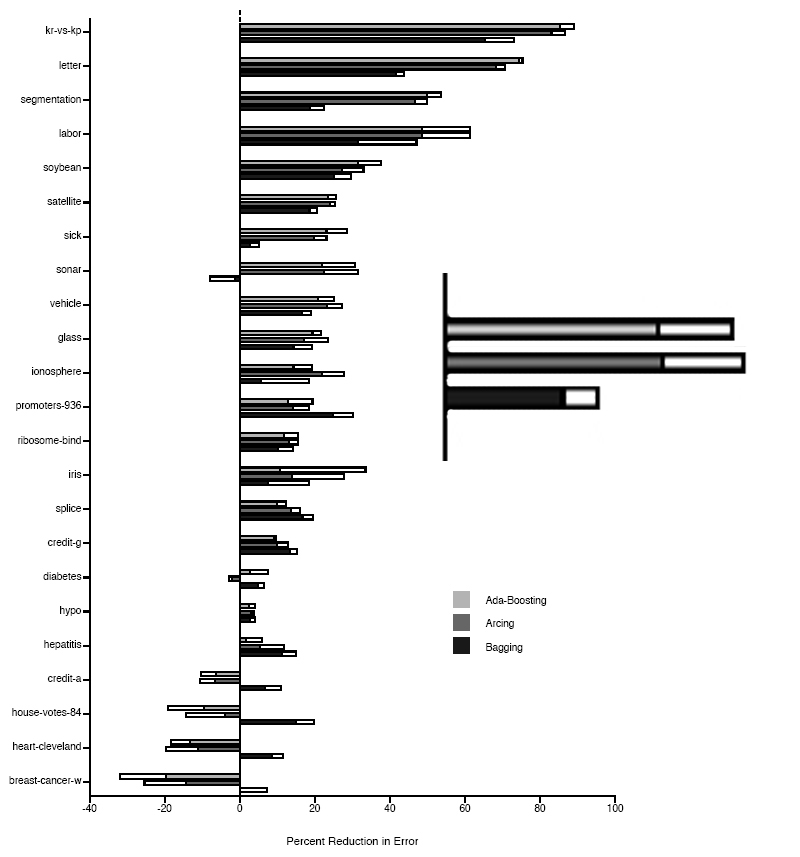 kr-vs-kp
letter
segmentation
labor
soybean
satellite
sick
sonar
vehicle
glass
ionosphere
promoters-936
ribosome-bind
iris
splice
credit-g
diabetes
Ada-Boosting
hypo
Arcing
hepatitis
Bagging
credit-a
house-votes-84
heart-cleveland
breast-cancer-w
-40 -20 0 20 40 60 80 100
Percent Reduction in Error